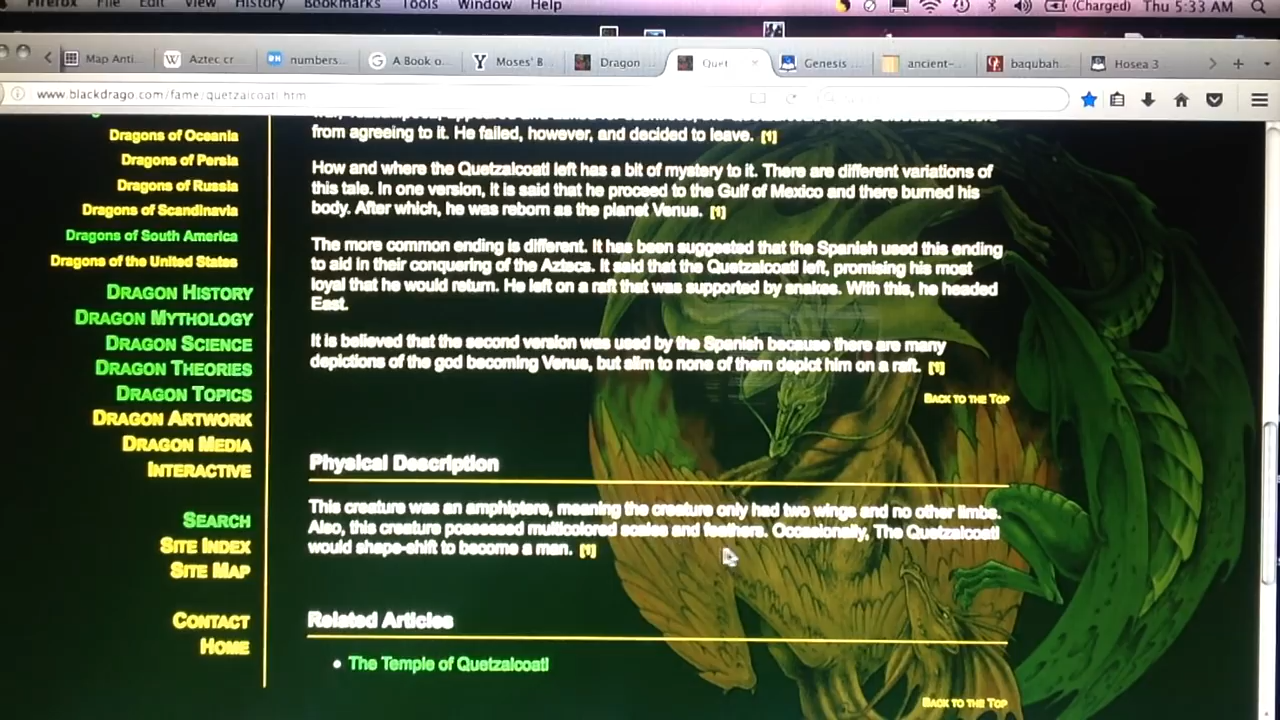 Firefox File Edit View History Bookmarks Tools Window Help (Charged) Thu 5:33 AM
Map Anti... Aztec cr numbers... A Book o... Moses' B... Dragon Quet Genesis ... ancient-... baqubah... Hosea 3
www.blackdrago.com/fame/quetzalcoatl.htm
Dragons of Oceania
Dragons of Persia
Dragons of Russia
Dragons of Scandinavia
Dragons of South America
Dragons of the United States
Dragon History
Dragon Mythology
Dragon Science
Dragon Theories
Dragon Topics
Dragon Artwork
Dragon Media
Interactive
Search
Site Index
Site Map
Contact
Home
from agreeing to it. He failed, however, and decided to leave. [1]
How and where the Quetzalcoatl left has a bit of mystery to it. There are different variations of
this tale. In one version, it is said that he proceed to the Gulf of Mexico and there burned his
body. After which, he was reborn as the planet Venus. [1]
The more common ending is different. It has been suggested that the Spanish used this ending
to aid in their conquering of the Aztecs. It said that the Quetzalcoatl left, promising his most
loyal that he would return. He left on a raft that was supported by snakes. With this, he headed
East.
It is believed that the second version was used by the Spanish because there are many
depictions of the god becoming Venus, but slim to none of them depict him on a raft. [1]
Back to the Top
Physical Description
This creature was an amphiptere, meaning the creature only had two wings and no other limbs.
Also, this creature possessed multicolored scales and feathers. Occasionally, The Quetzalcoatl
would shape-shift to become a man. [1]
Related Articles
The Temple of Quetzalcoatl
Back to the Top